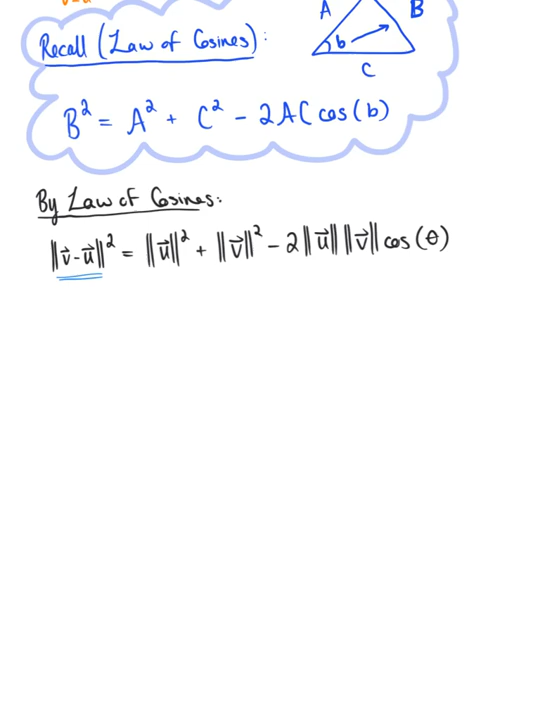 A B
Recall (Law of Cosines):
b
C
B² = A² + C² - 2AC cos(b)
By Law of Cosines:
‖v⃗-u⃗‖² = ‖u⃗‖² + ‖v⃗‖² - 2‖u⃗‖‖v⃗‖ cos(θ)